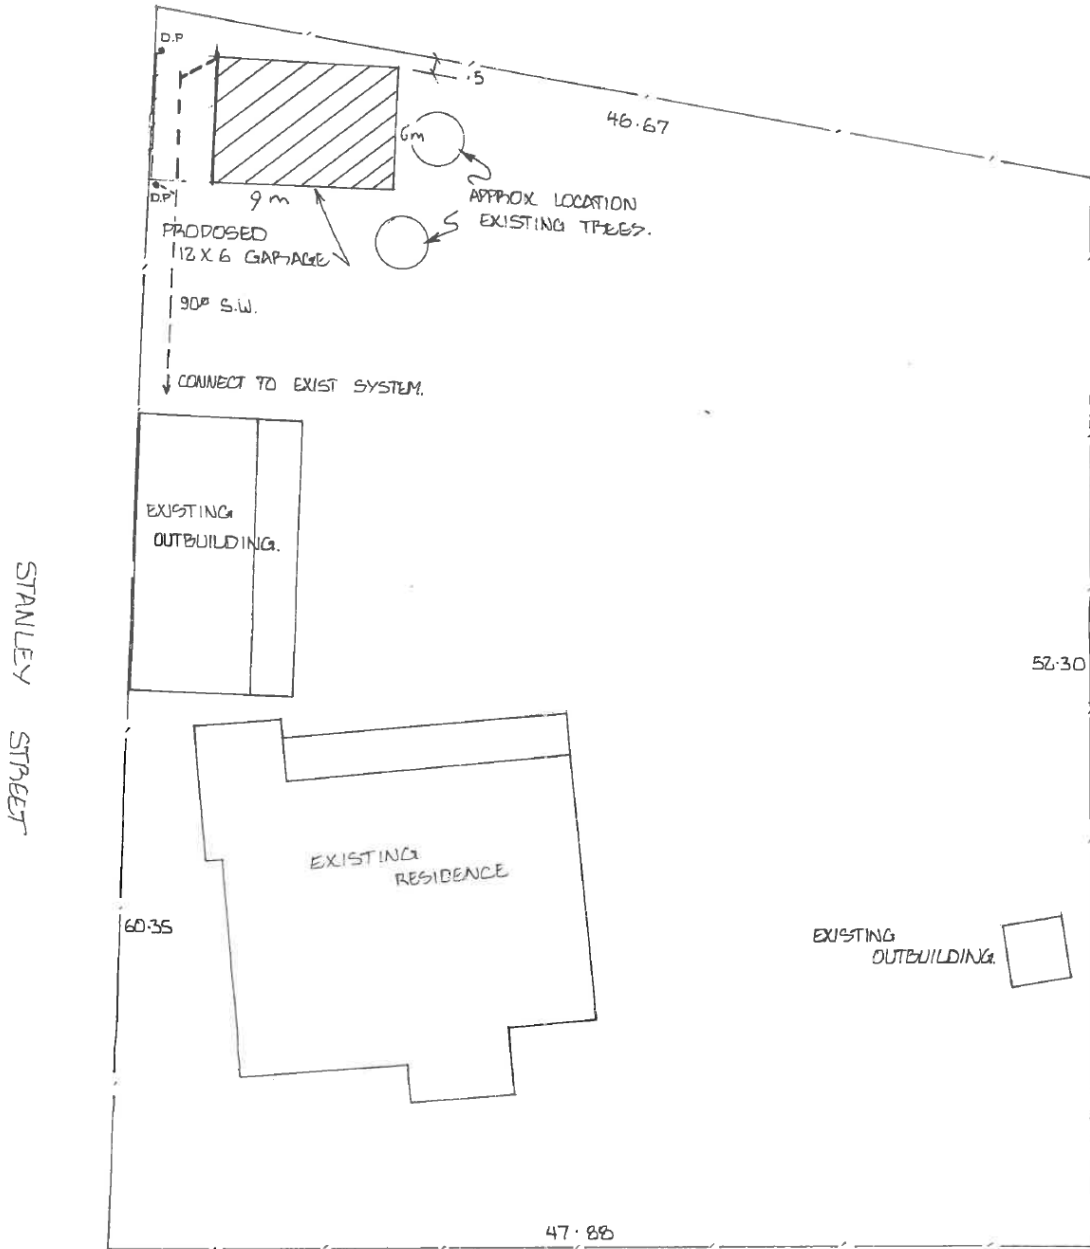 D.P
.5
46.67
6m
APPROX LOCATION
EXISTING TREES.
D.P
9m
PRODOSED
12 X 6 GARAGE
90ø S.W.
CONNECT TO EXIST SYSTEM.
EXISTING
OUTBUILDING.
STANLEY STREET
52.30
EXISTING
RESIDENCE
60.35
EXISTING
OUTBUILDING.
47.88